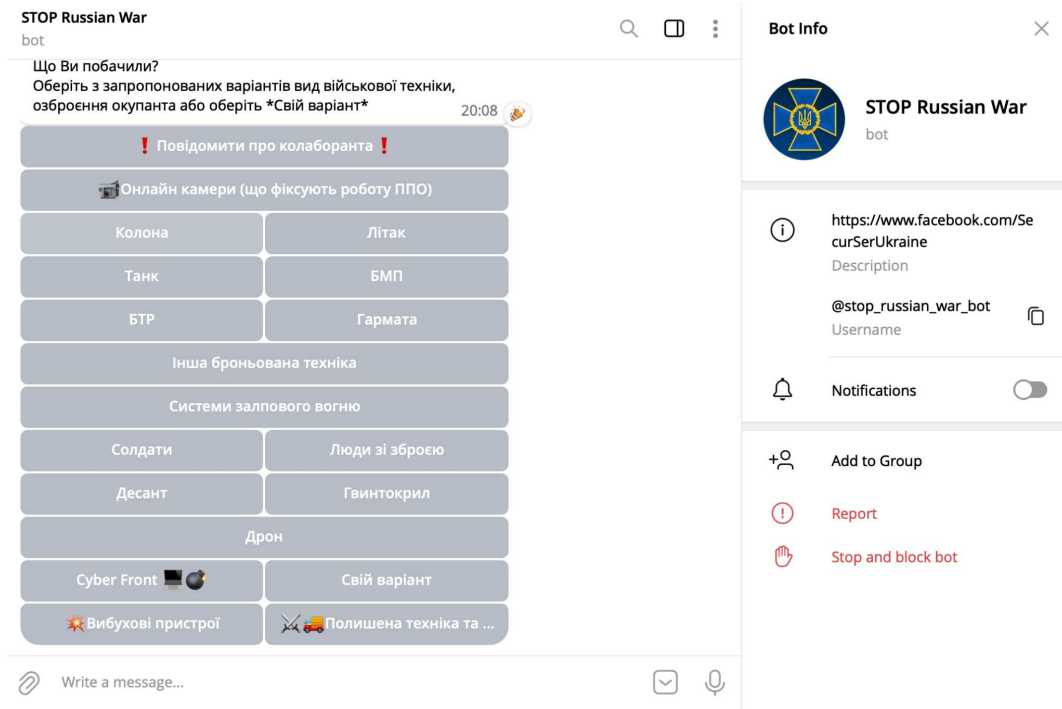 STOP Russian War
bot
Що Ви побачили?
Оберіть з запропонованих варіантів вид військової техніки,
озброєння окупанта або оберіть *Свій варіант*
20:08
❗ Повідомити про колаборанта ❗
Онлайн камери (що фіксують роботу ППО)
Колона
Літак
Танк
БМП
БТР
Гармата
Інша броньована техніка
Системи залпового вогню
Солдати
Люди зі зброєю
Десант
Гвинтокрил
Дрон
Cyber Front
Свій варіант
Вибухові пристрої
Полишена техніка та ...
Write a message...
Bot Info
STOP Russian War
bot
https://www.facebook.com/Se
curSerUkraine
Description
@stop_russian_war_bot
Username
Notifications
Add to Group
Report
Stop and block bot